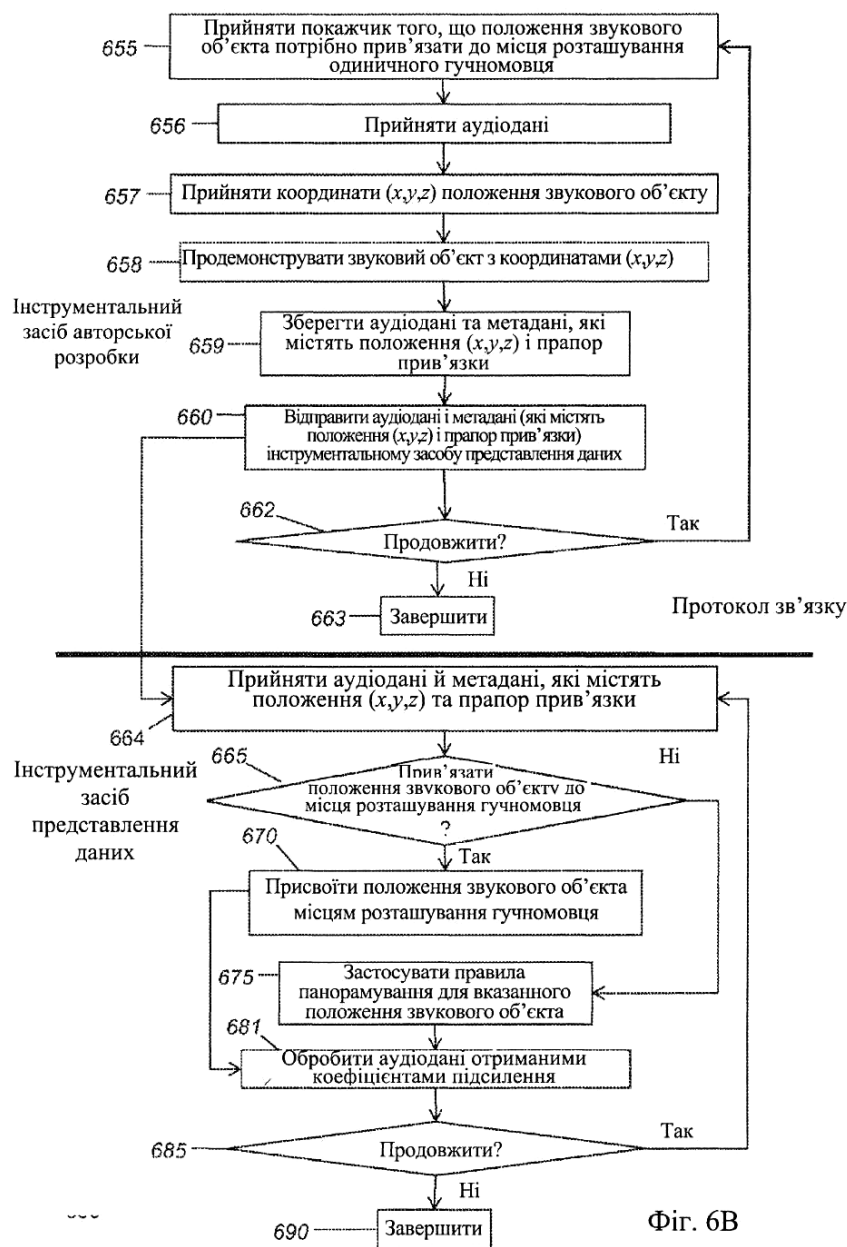 655
Прийняти покажчик того, що положення звукового
об’єкта потрібно прив’язати до місця розташування
одиничного гучномовця
656
Прийняти аудіодані
657
Прийняти координати (x,y,z) положення звукового об’єкту
658
Продемонструвати звуковий об’єкт з координатами (x,y,z)
Інструментальний
засіб авторської
розробки
659
Зберегти аудіодані та метадані, які
містять положення (x,y,z) і прапор
прив’язки
660
Відправити аудіодані і метадані (які містять
положення (x,y,z) і прапор прив’язки)
інструментальному засобу представлення даних
662
Продовжити?
Так
Ні
663
Завершити
Протокол зв’язку
Прийняти аудіодані й метадані, які містять
положення (x,y,z) та прапор прив’язки
664
Інструментальний
засіб
представлення
даних
665
Прив’язати
положення звукового об’єкту до
місця розташування гучномовця
?
Ні
Так
670
Присвоїти положення звукового об’єкта
місцям розташування гучномовця
675
Застосувати правила
панорамування для вказанного
положення звукового об’єкта
681
Обробити аудіодані отриманими
коефіцієнтами підсилення
685
Продовжити?
Так
Ні
690
Завершити
Фіг. 6В